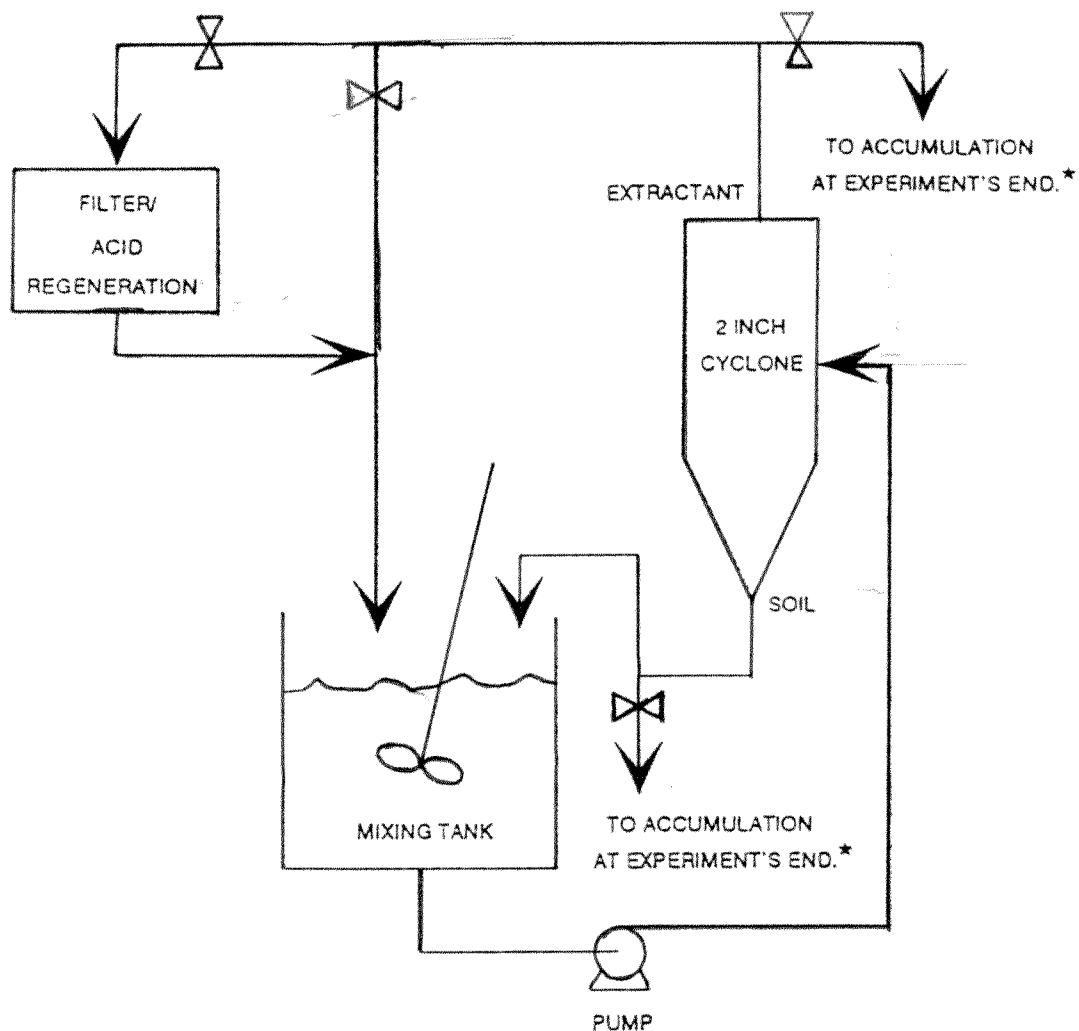 TO ACCUMULATION
AT EXPERIMENT'S END.★
EXTRACTANT
FILTER/
ACID
REGENERATION
2 INCH
CYCLONE
SOIL
MIXING TANK
TO ACCUMULATION
AT EXPERIMENT'S END.★
PUMP